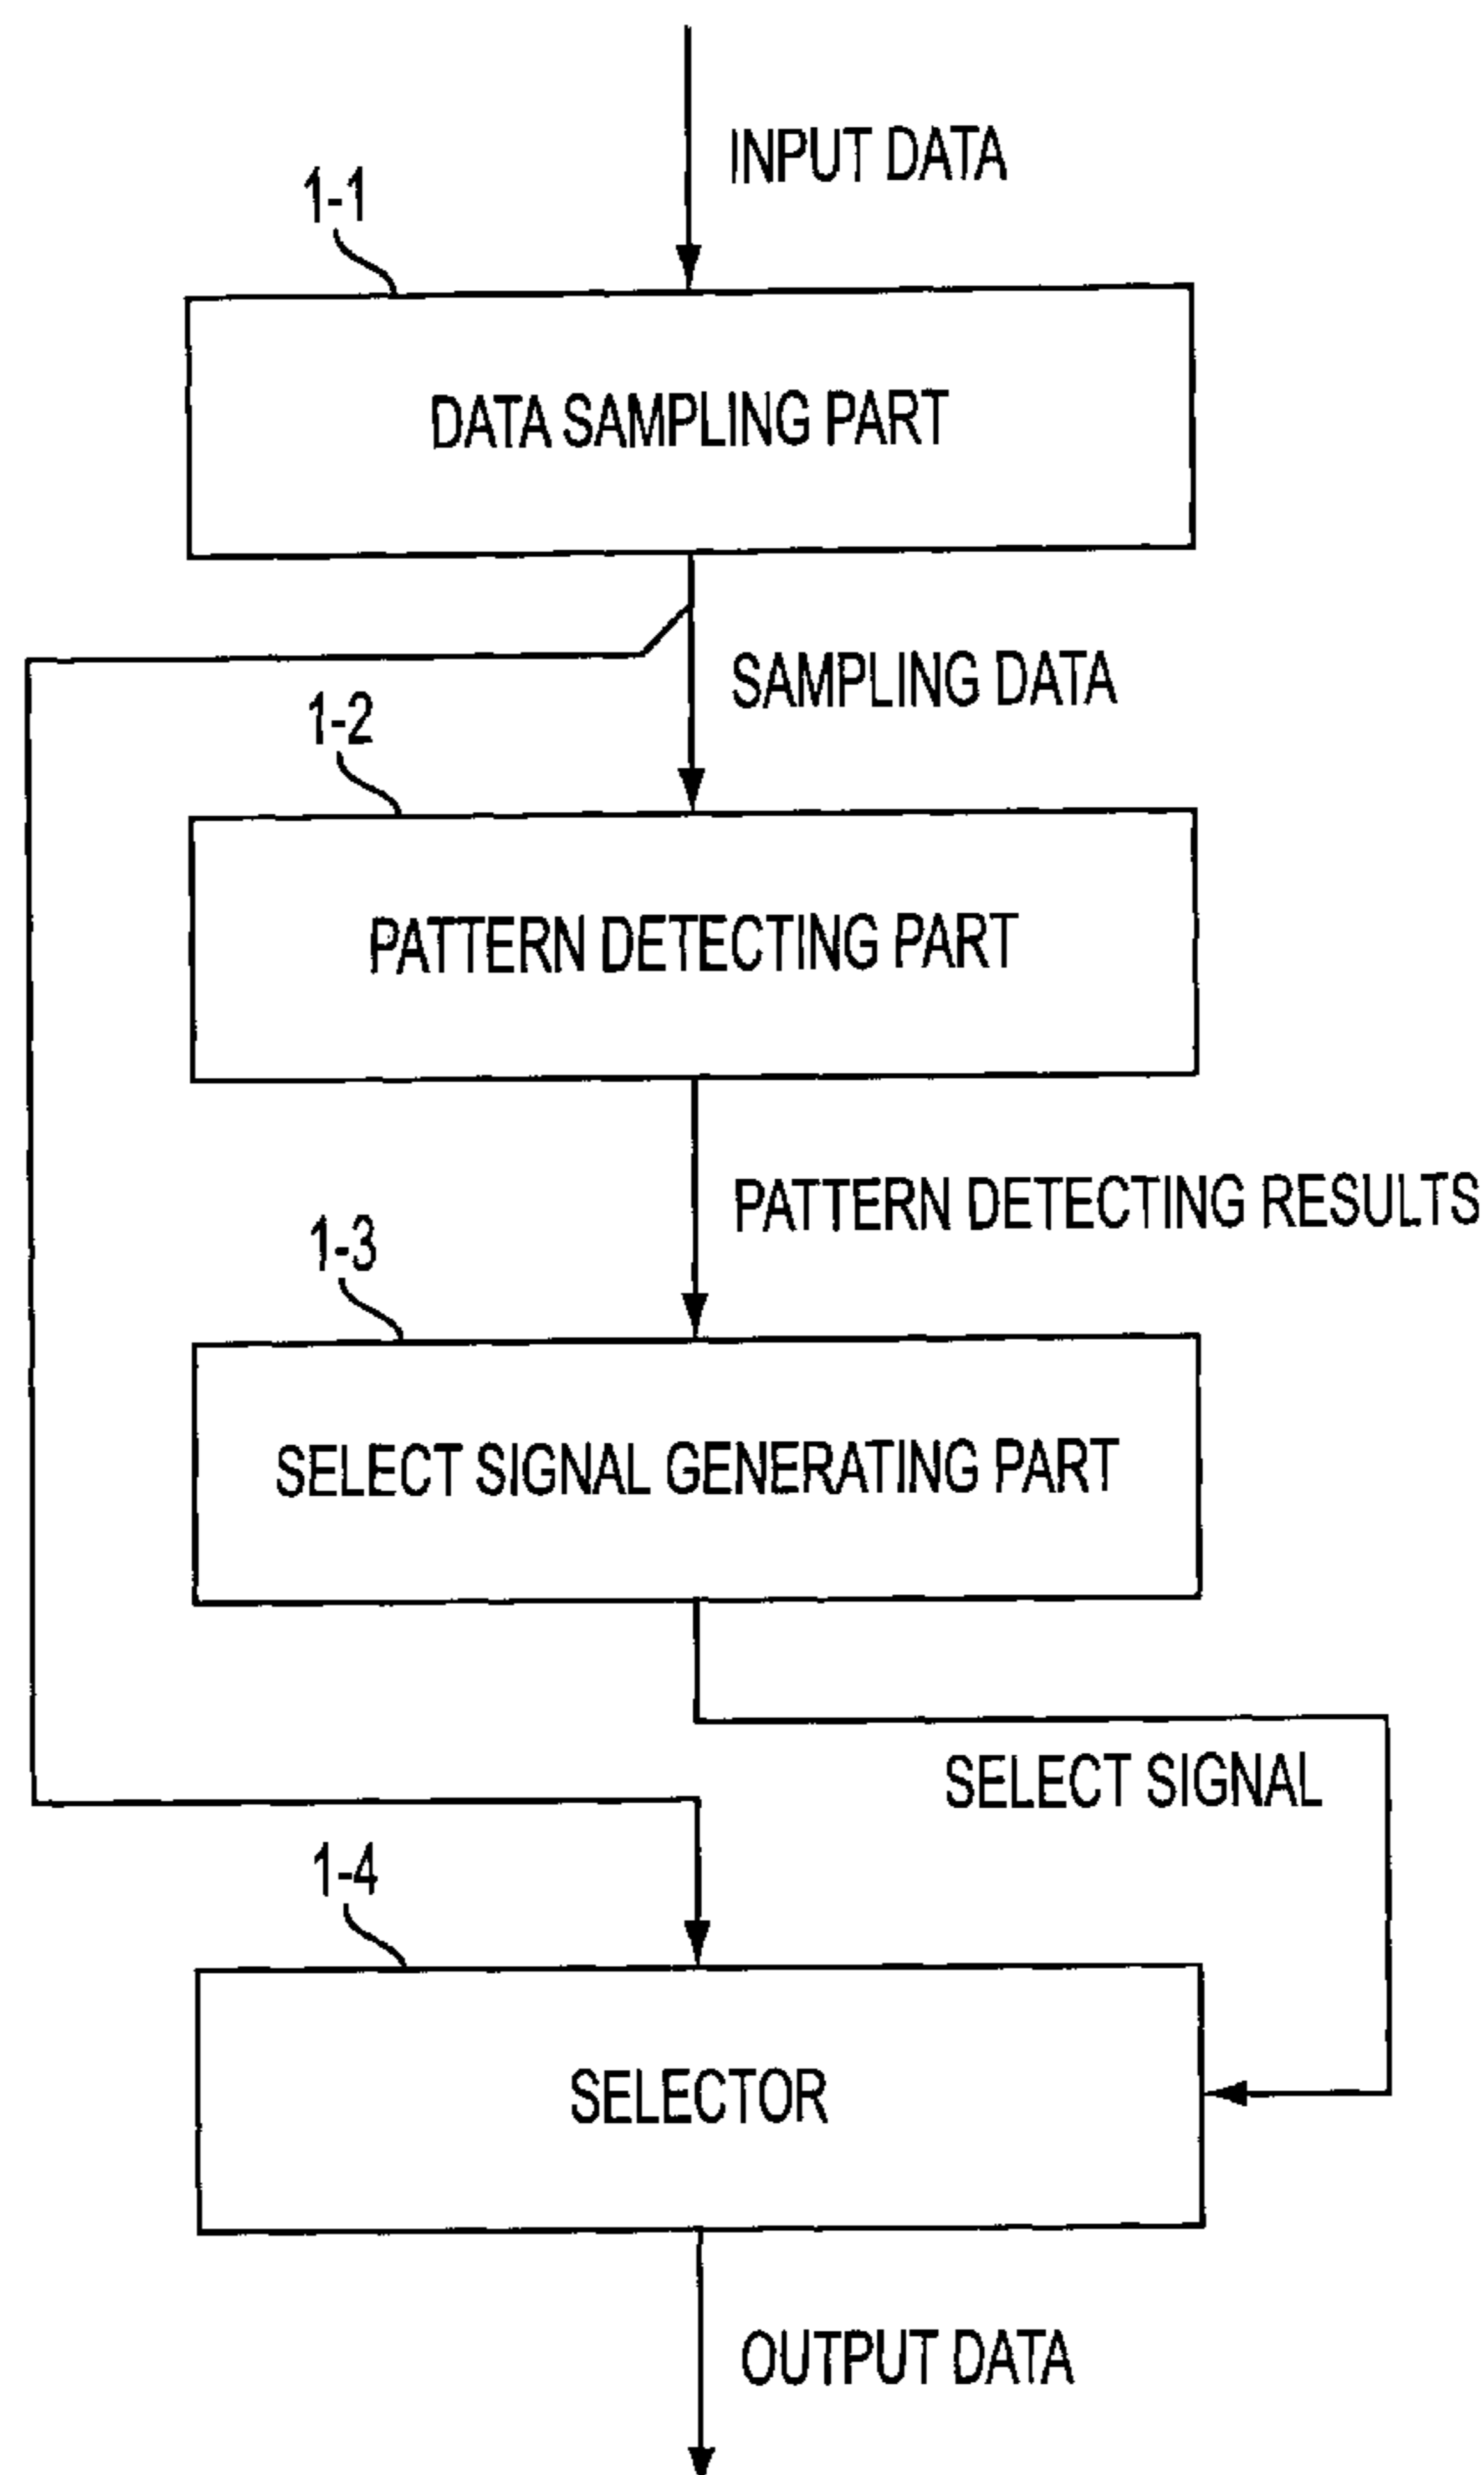 INPUT DATA
1-1
DATA SAMPLING PART
SAMPLING DATA
1-2
PATTERN DETECTING PART
PATTERN DETECTING RESULTS
1-3
SELECT SIGNAL GENERATING PART
SELECT SIGNAL
1-4
SELECTOR
OUTPUT DATA